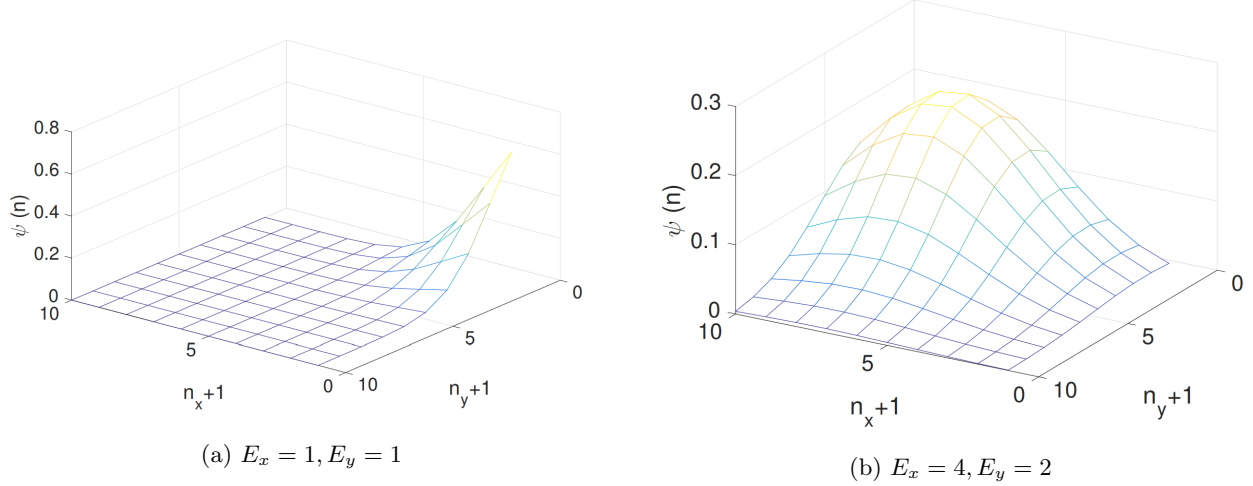 0.8
0.6
0.4
0.2
0
ψ (n)
10
5
0
n_x+1
10
5
0
n_y+1
(a) E_x = 1, E_y = 1
0.3
0.2
0.1
0
ψ (n)
10
5
0
n_x+1
10
5
0
n_y+1
(b) E_x = 4, E_y = 2